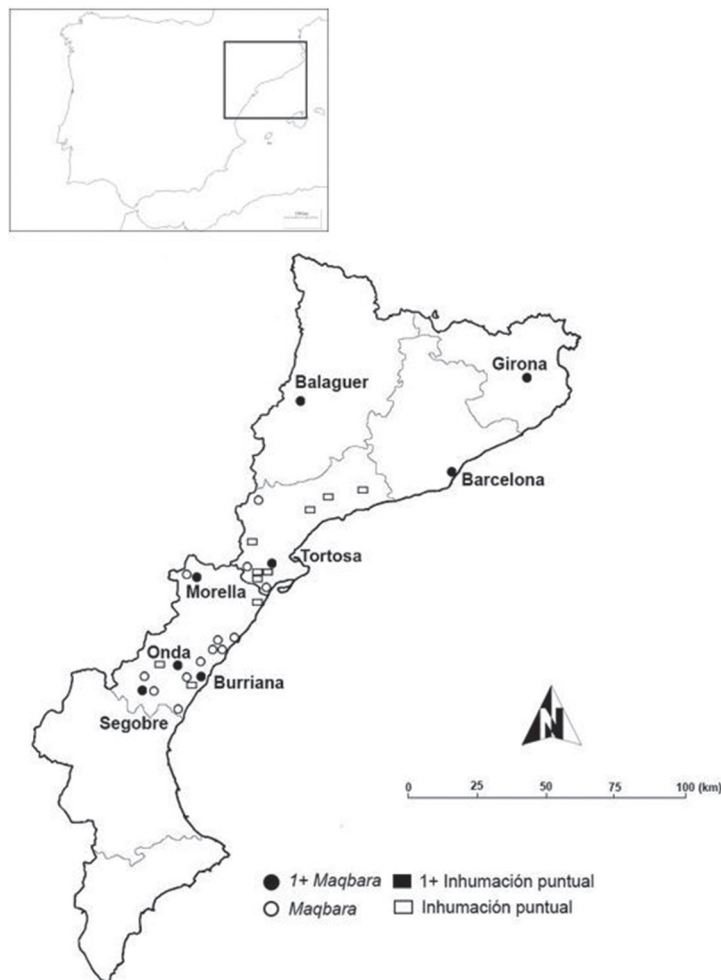 Girona
Balaguer
Barcelona
Tortosa
Morella
Onda
Burriana
Segobre
N
0 25 50 75 100 (km)
1+ Maqbara 1+ Inhumación puntual
Maqbara Inhumación puntual